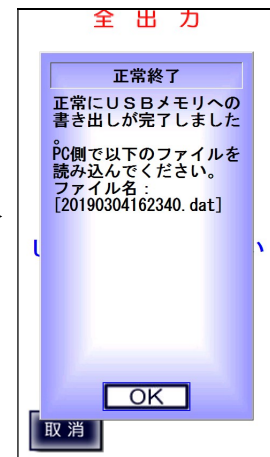 全 出 力
正常終了
正常にＵＳＢメモリへの
書き出しが完了しました
。
PC側で以下のファイルを
読み込んでください。
ファイル名：
[20190304162340.dat]
OK
取 消